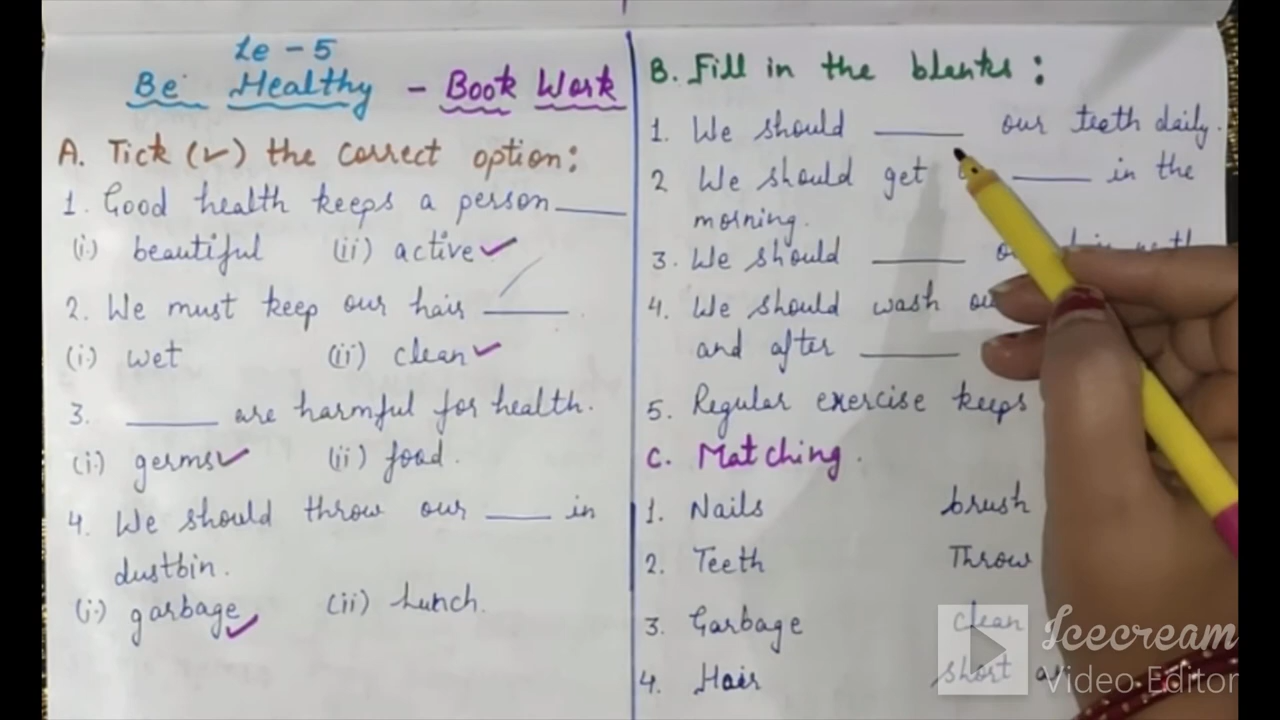 Le - 5
Be Healthy - Book Work
A. Tick (✓) the correct option:
1. Good health keeps a person ____
(i) beautiful (ii) active ✓
2. We must keep our hair ____.
(i) wet (ii) clean ✓
3. ____ are harmful for health.
(i) germs ✓ (ii) food.
4. We should throw our ____ in
dustbin.
(i) garbage ✓ (ii) lunch.
B. Fill in the blanks:
1. We should ____ our teeth daily.
2 We should get ____ in the
morning.
3. We should ____
4. We should wash
and after ____
5. Regular exercise keeps
C. Matching.
1. Nails brush
2. Teeth Throw
3. Garbage clean
4. Hair short
Icecream
Video Editor